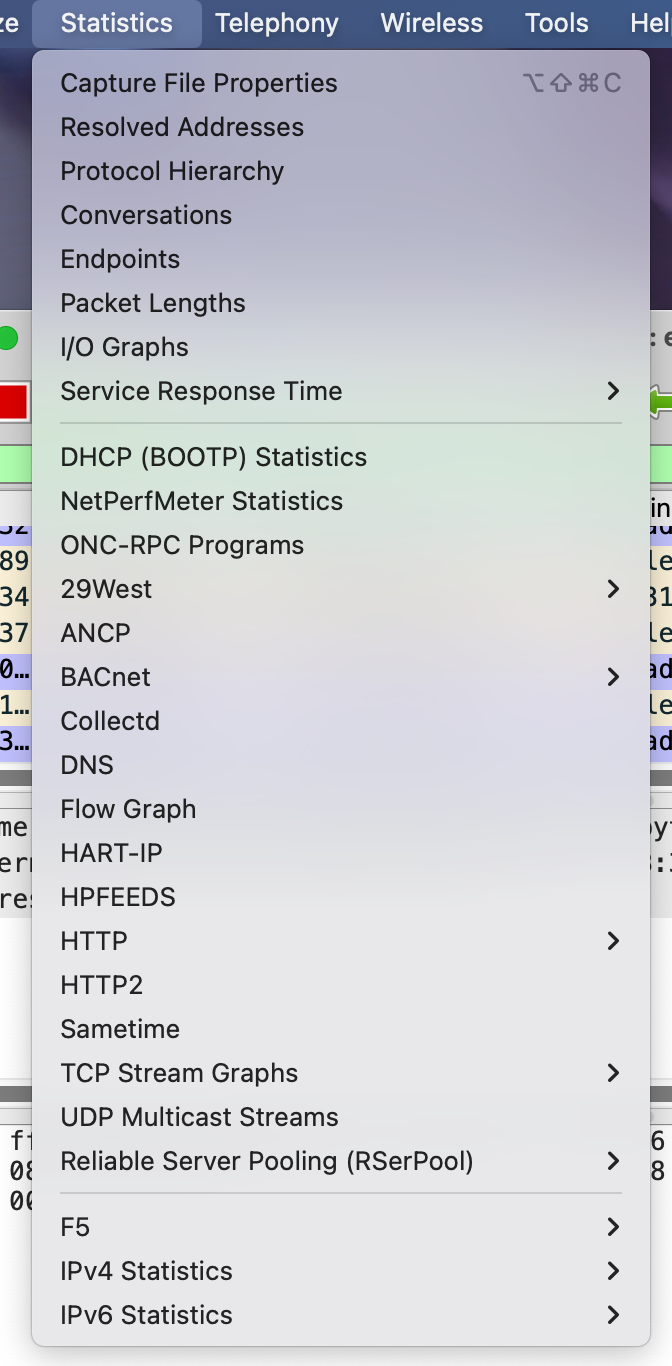 Statistics Telephony Wireless Tools
Capture File Properties ⌥⇧⌘C
Resolved Addresses
Protocol Hierarchy
Conversations
Endpoints
Packet Lengths
I/O Graphs
Service Response Time
DHCP (BOOTP) Statistics
NetPerfMeter Statistics
ONC-RPC Programs
29West
ANCP
BACnet
Collectd
DNS
Flow Graph
HART-IP
HPFEEDS
HTTP
HTTP2
Sametime
TCP Stream Graphs
UDP Multicast Streams
Reliable Server Pooling (RSerPool)
F5
IPv4 Statistics
IPv6 Statistics